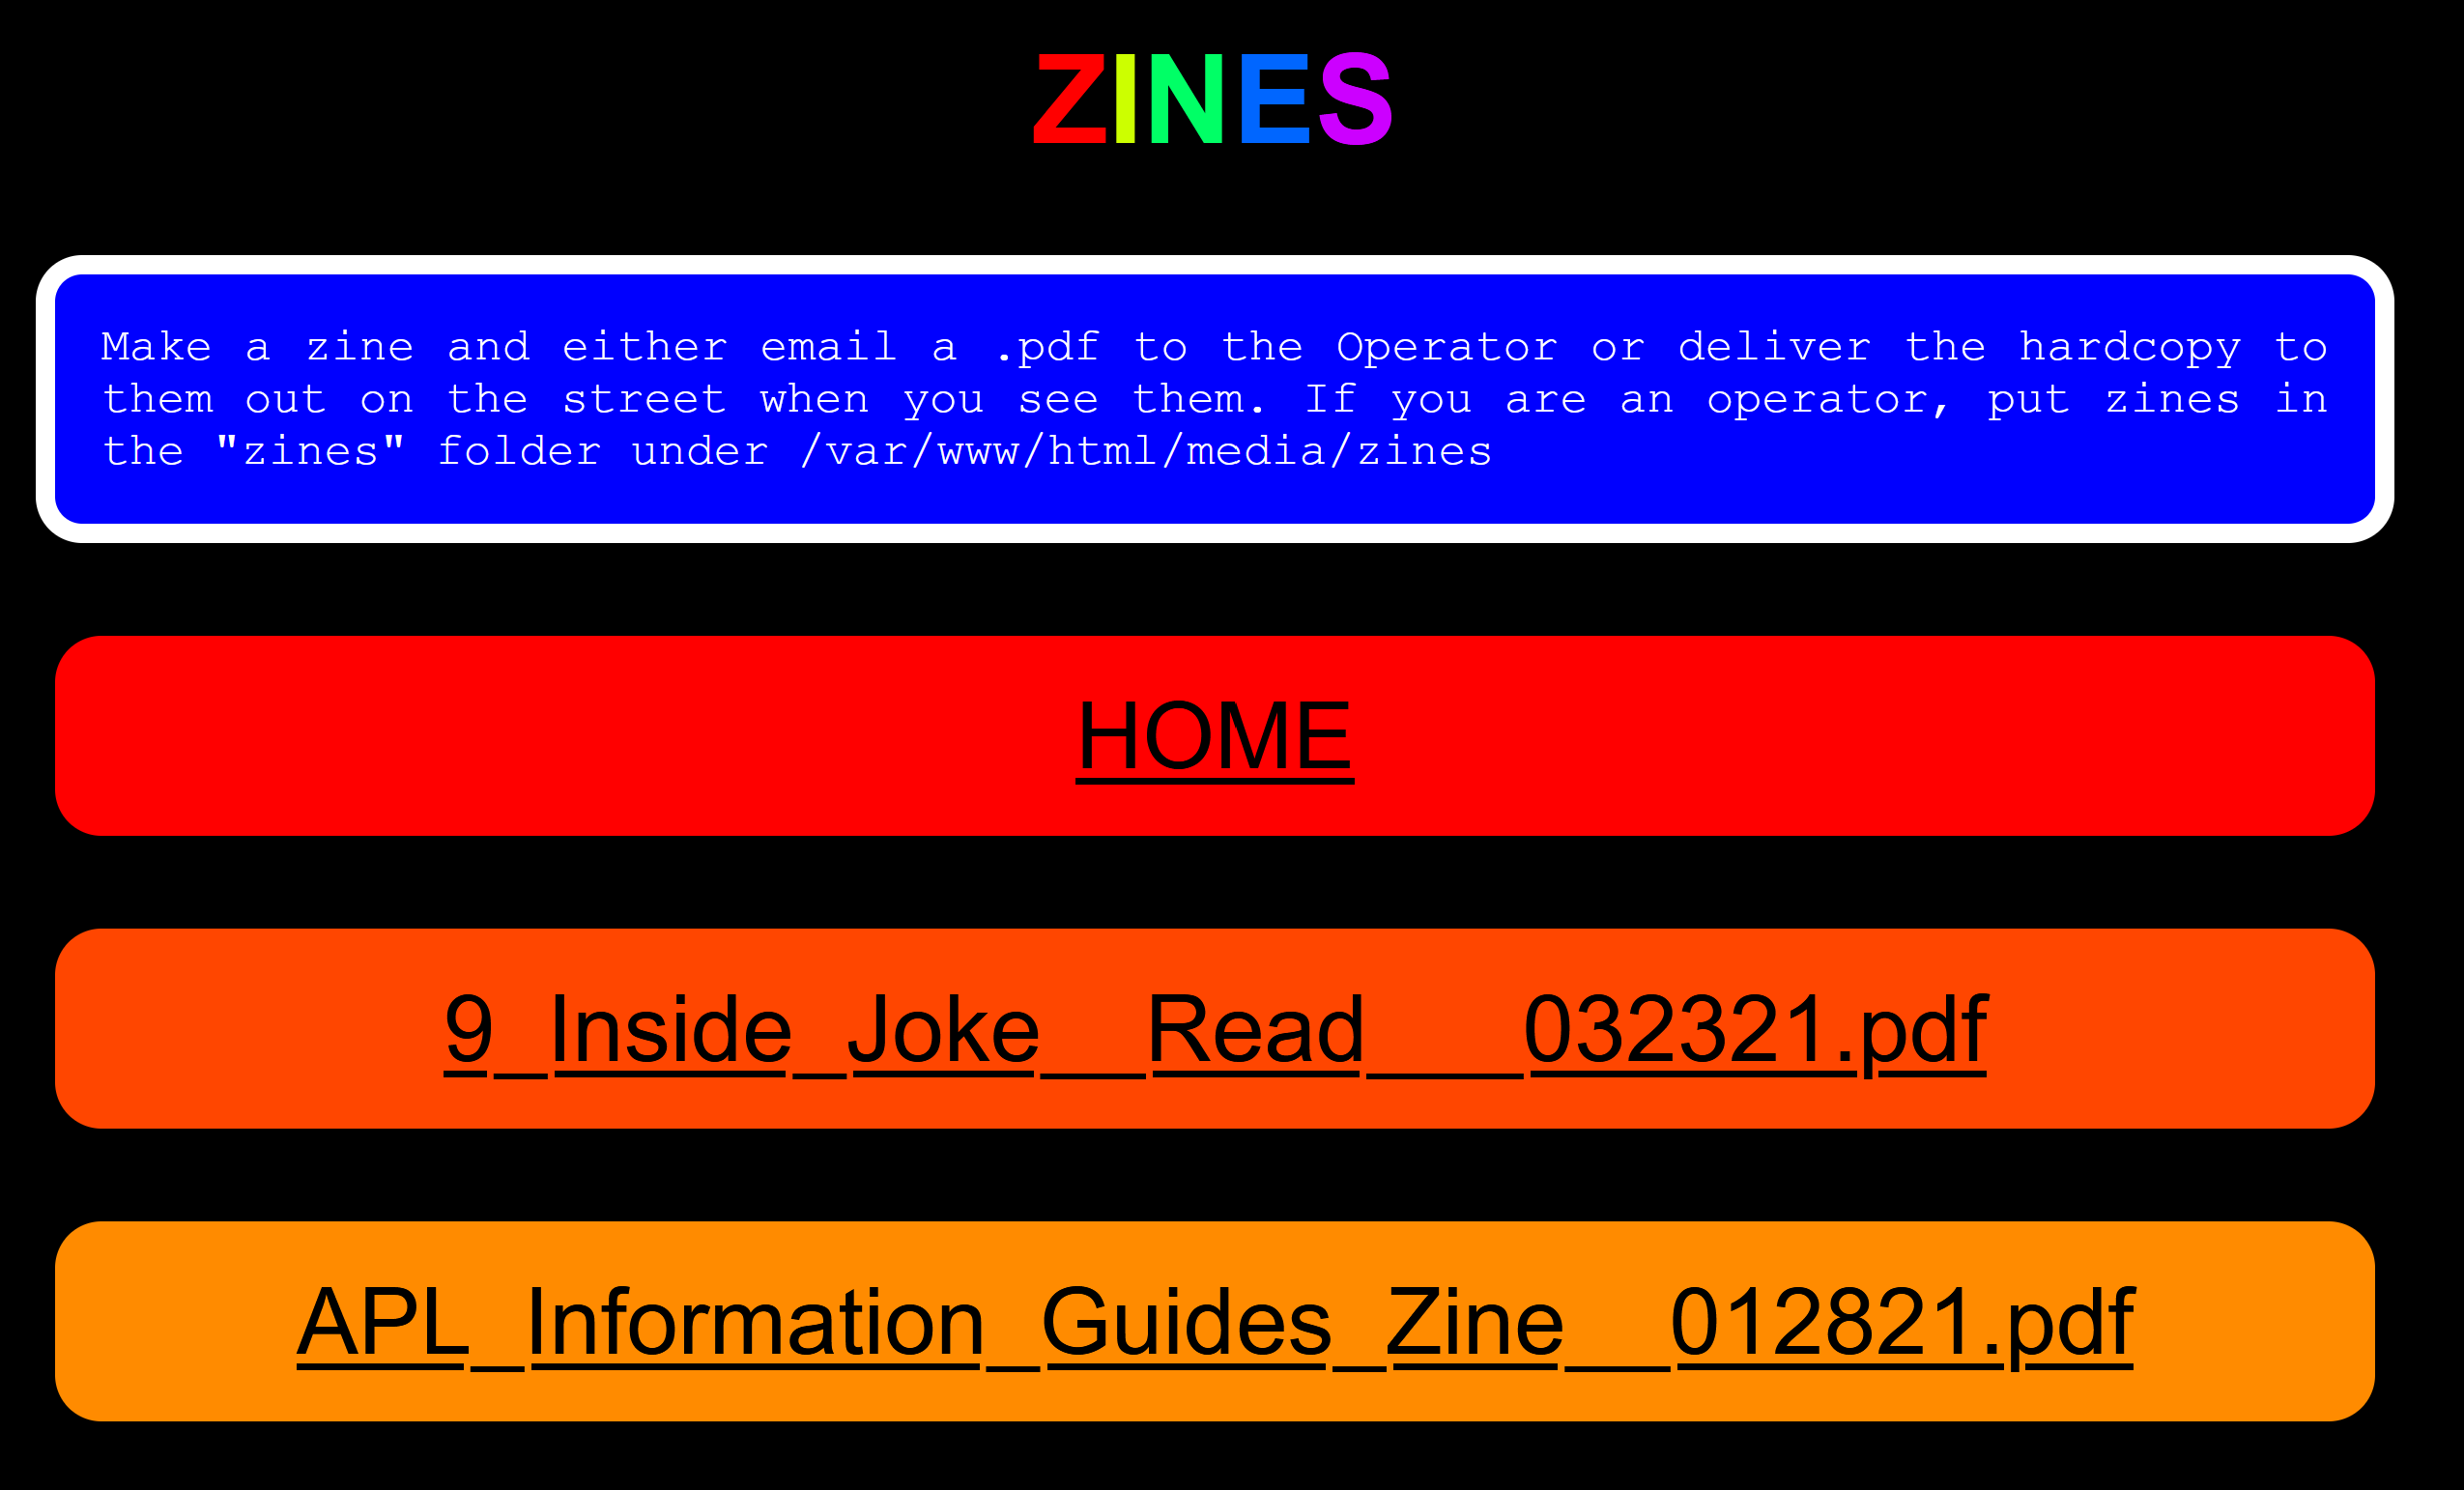 ZINES
Make a zine and either email a .pdf to the Operator or deliver the hardcopy to
them out on the street when you see them. If you are an operator, put zines in
the "zines" folder under /var/www/html/media/zines
HOME
9_Inside_Joke__Read___032321.pdf
APL_Information_Guides_Zine__012821.pdf